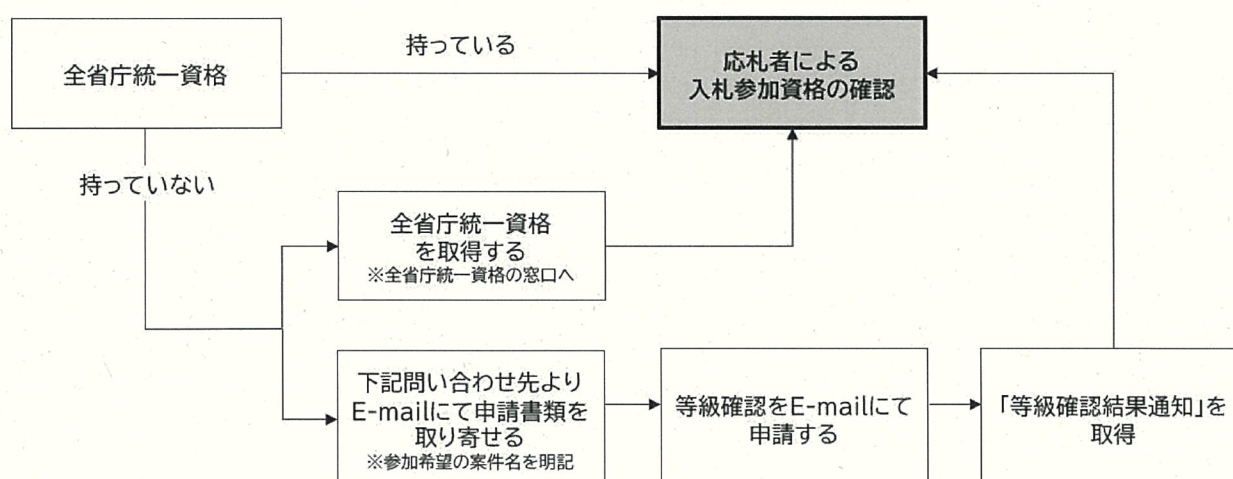 全省庁統一資格
持っている
応札者による
入札参加資格の確認
持っていない
全省庁統一資格
を取得する
※全省庁統一資格の窓口へ
下記問い合わせ先より
E-mailにて申請書類を
取り寄せる
※参加希望の案件名を明記
等級確認をE-mailにて
申請する
「等級確認結果通知」を
取得